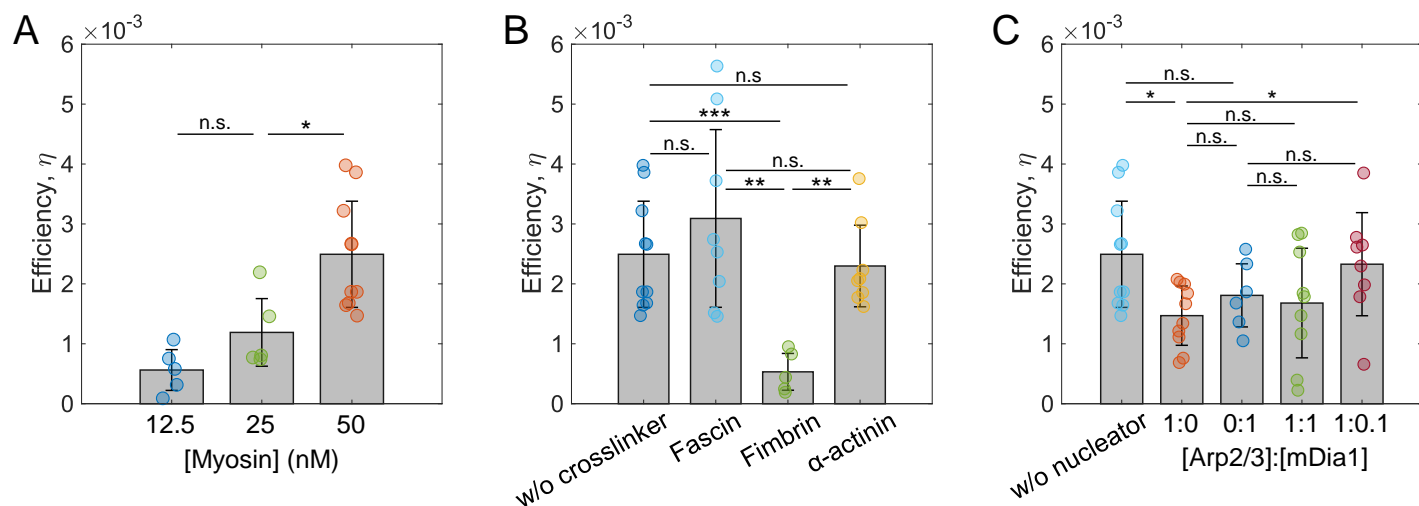 A
×10⁻³
6
5
4
3
2
1
0
Efficiency, η
n.s.
*
12.5 25 50
[Myosin] (nM)
B
×10⁻³
6
5
4
3
2
1
0
Efficiency, η
n.s
***
n.s.
n.s.
** **
w/o crosslinker Fascin Fimbrin α-actinin
C
×10⁻³
6
5
4
3
2
1
0
Efficiency, η
n.s.
* *
n.s.
n.s.
n.s.
n.s.
w/o nucleator 1:0 0:1 1:1 1:0.1
[Arp2/3]:[mDia1]